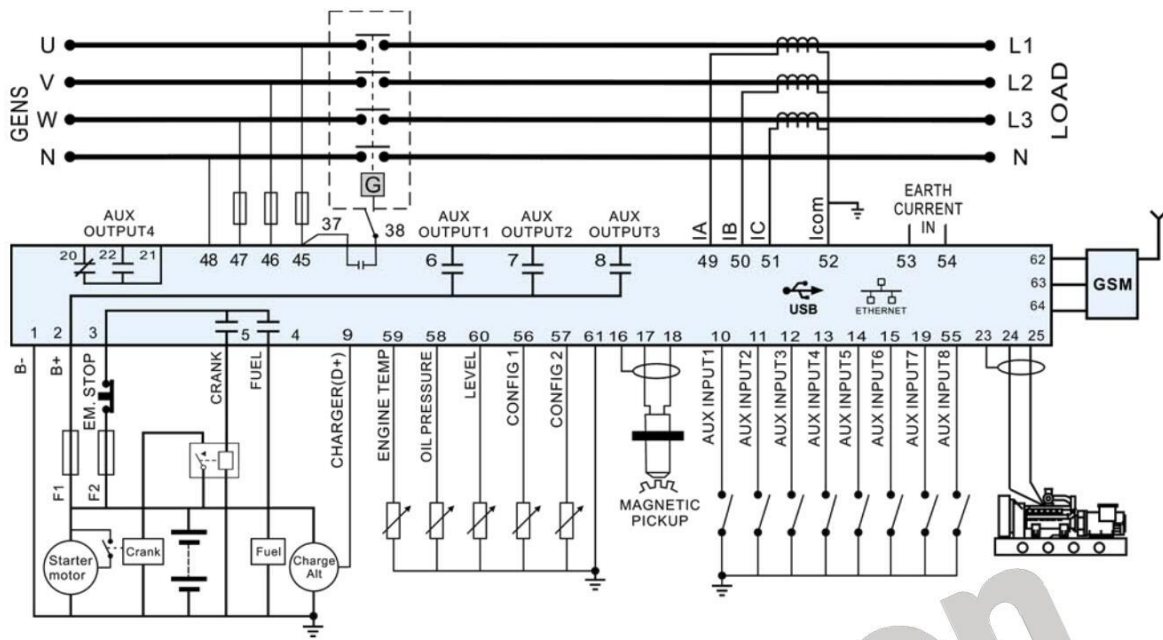 GENS
U
V
W
N
L1
L2
L3
N
LOAD
G
AUX OUTPUT4
37
38
AUX OUTPUT1
AUX OUTPUT2
AUX OUTPUT3
IA
IB
IC
Icom
EARTH CURRENT IN
20 22 21
48 47 46 45
6 7 8
49 50 51 52 53 54
62
63
64
GSM
USB
ETHERNET
1 2 3 5 4 9 59 58 60 56 57 61 16 17 18 10 11 12 13 14 15 19 55 23 24 25
B-
B+
EM. STOP
CRANK
FUEL
CHARGER(D+)
ENGINE TEMP
OIL PRESSURE
LEVEL
CONFIG 1
CONFIG 2
AUX INPUT1
AUX INPUT2
AUX INPUT3
AUX INPUT4
AUX INPUT5
AUX INPUT6
AUX INPUT7
AUX INPUT8
F1
F2
MAGNETIC
PICKUP
Starter
motor
Crank
Fuel
Charge
Alt